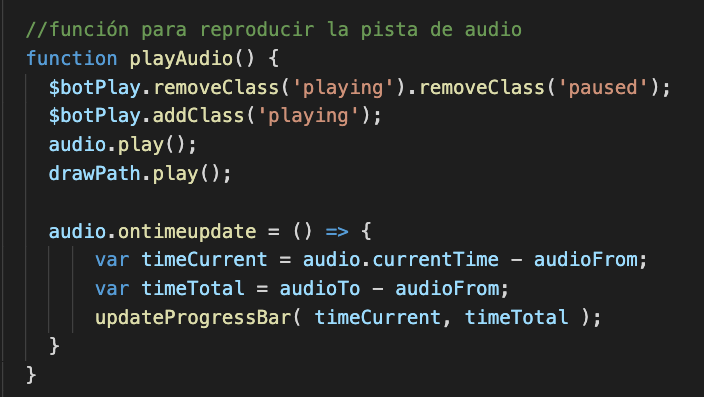 //función para reproducir la pista de audio
function playAudio() {
$botPlay.removeClass('playing').removeClass('paused');
$botPlay.addClass('playing');
audio.play();
drawPath.play();
audio.ontimeupdate = () => {
var timeCurrent = audio.currentTime - audioFrom;
var timeTotal = audioTo - audioFrom;
updateProgressBar( timeCurrent, timeTotal );
}
}